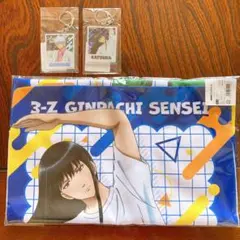 KATSURA
3-Z GINPACHI SENSEI